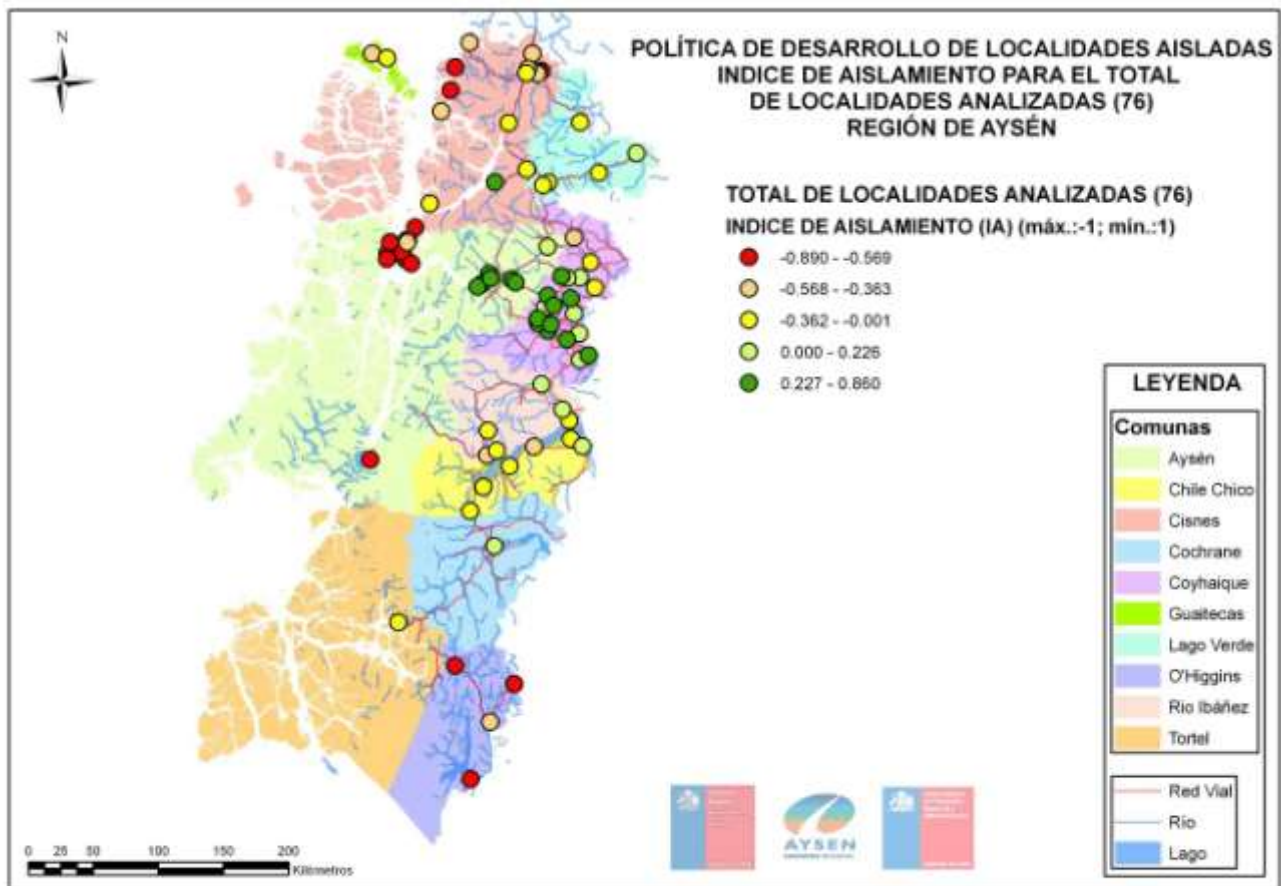 N
POLÍTICA DE DESARROLLO DE LOCALIDADES AISLADAS
INDICE DE AISLAMIENTO PARA EL TOTAL
DE LOCALIDADES ANALIZADAS (76)
REGIÓN DE AYSÉN
TOTAL DE LOCALIDADES ANALIZADAS (76)
INDICE DE AISLAMIENTO (IA) (máx.:-1; mín.:1)
-0.890 - -0.569
-0.568 - -0.363
-0.362 - -0.001
0.000 - 0.226
0.227 - 0.860
LEYENDA
Comunas
Aysén
Chile Chico
Cisnes
Cochrane
Coyhaique
Guaitecas
Lago Verde
O'Higgins
Rio Ibáñez
Tortel
Red Vial
Río
Lago
AYSEN
0 25 50 100 150 200
Kilómetros